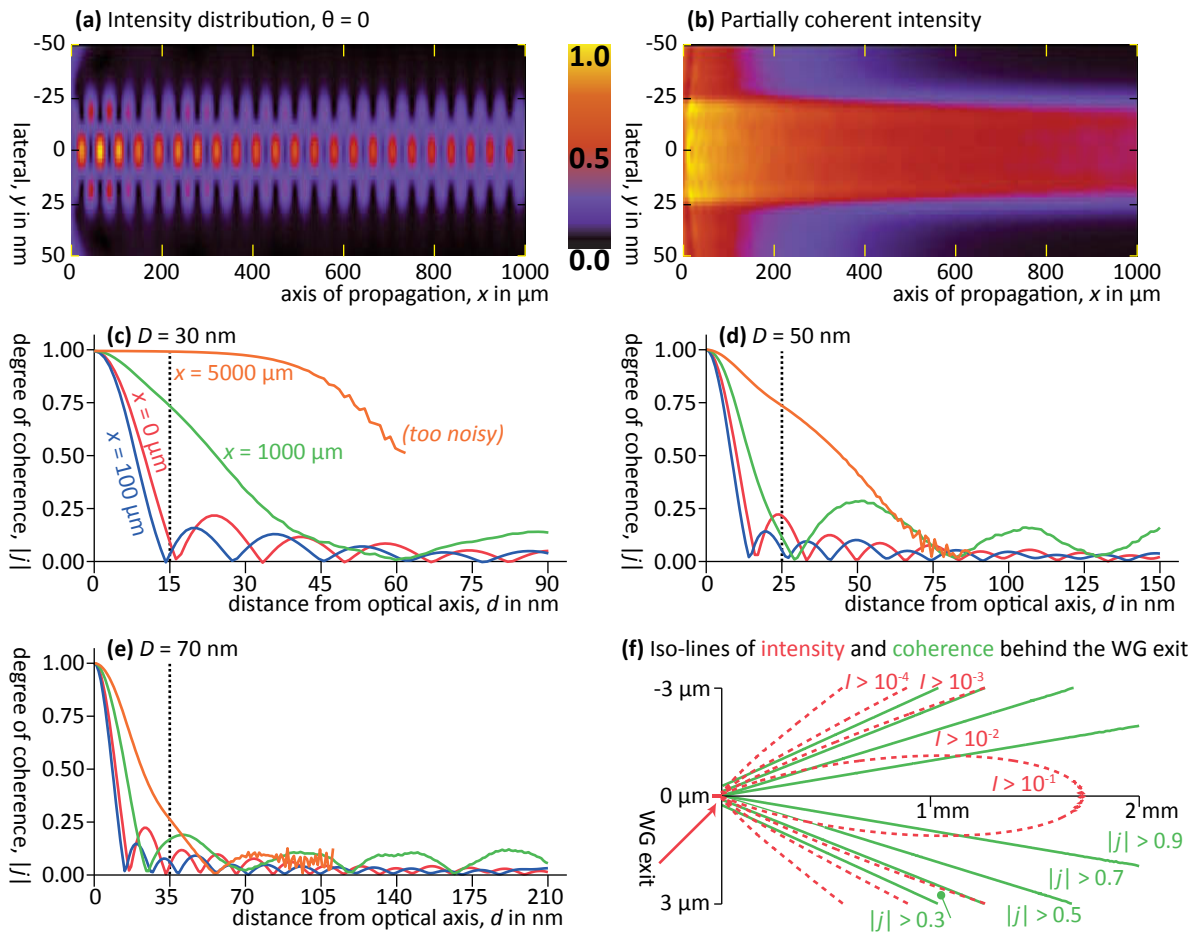 (a) Intensity distribution, θ = 0
-50
-25
0
25
50
lateral, y in nm
0 200 400 600 800 1000
axis of propagation, x in µm
1.0
0.5
0.0
(b) Partially coherent intensity
-50
-25
0
25
50
lateral, y in nm
0 200 400 600 800 1000
axis of propagation, x in µm
(c) D = 30 nm
1.00
0.75
0.50
0.25
0.00
degree of coherence, |j|
x = 5000 µm
x = 0 µm
x = 100 µm
x = 1000 µm
(too noisy)
0 15 30 45 60 75 90
distance from optical axis, d in nm
(d) D = 50 nm
1.00
0.75
0.50
0.25
0.00
degree of coherence, |j|
0 25 50 75 100 125 150
distance from optical axis, d in nm
(e) D = 70 nm
1.00
0.75
0.50
0.25
0.00
degree of coherence, |j|
0 35 70 105 140 175 210
distance from optical axis, d in nm
(f) Iso-lines of intensity and coherence behind the WG exit
-3 µm
0 µm
3 µm
WG exit
I > 10⁻⁴
I > 10⁻³
I > 10⁻²
I > 10⁻¹
1 mm
2 mm
|j| > 0.9
|j| > 0.7
|j| > 0.5
|j| > 0.3